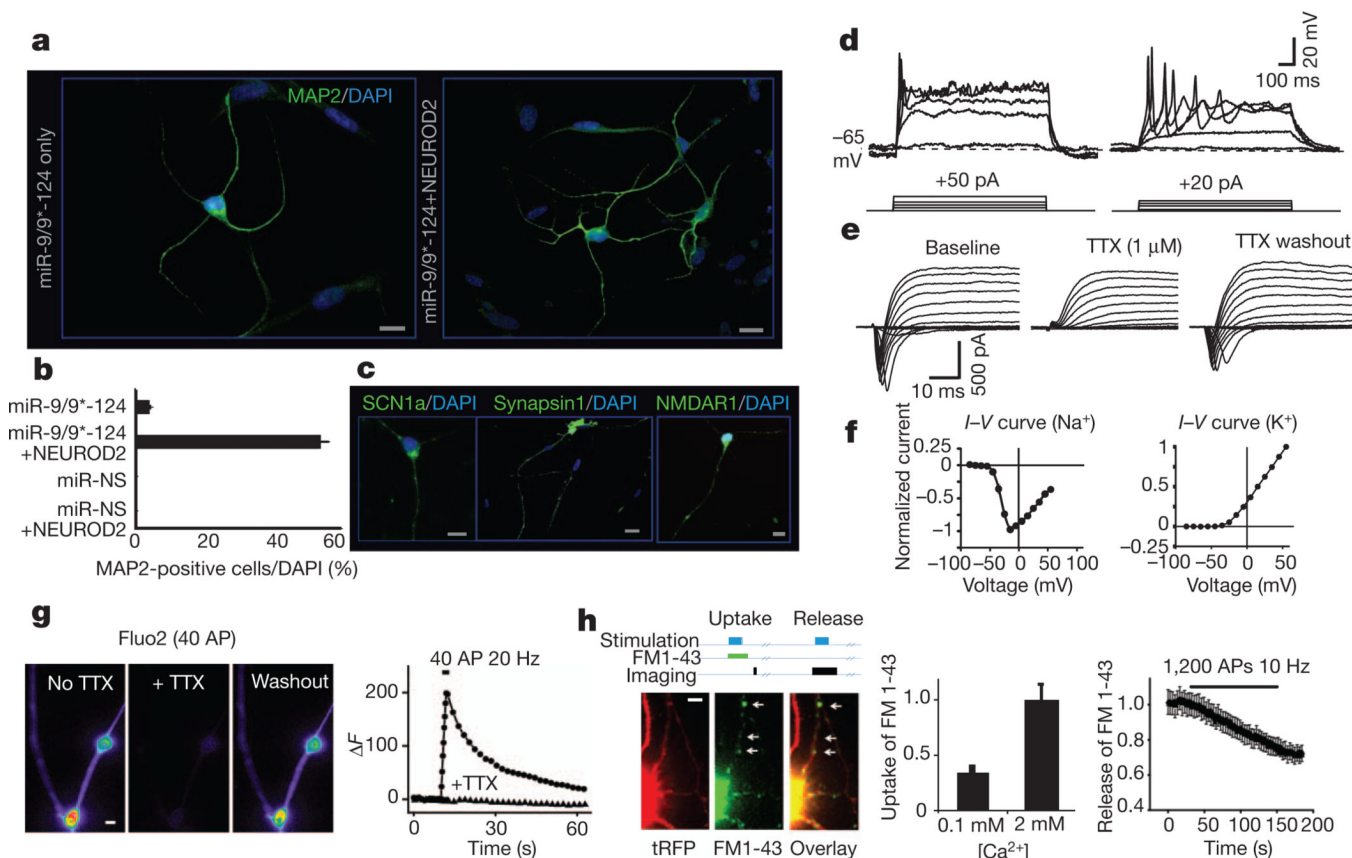 a
miR-9/9*-124 only
MAP2/DAPI
miR-9/9*-124+NEUROD2
b
miR-9/9*-124
miR-9/9*-124
+NEUROD2
miR-NS
miR-NS
+NEUROD2
0 20 40 60
MAP2-positive cells/DAPI (%)
c
SCN1a/DAPI
Synapsin1/DAPI
NMDAR1/DAPI
d
20 mV
100 ms
–65
mV
+50 pA
+20 pA
e
Baseline
TTX (1 μM)
TTX washout
500 pA
10 ms
f
I–V curve (Na⁺)
Normalized current
0.25
0
–0.5
–1
–100 –50 0 50 100
Voltage (mV)
I–V curve (K⁺)
1
0.75
0.5
0.25
0
–0.25
–100 –50 0 50
Voltage (mV)
g
Fluo2 (40 AP)
No TTX
+ TTX
Washout
40 AP 20 Hz
ΔF
200
100
0
+TTX
0 20 40 60
Time (s)
h
Uptake Release
Stimulation
FM1-43
Imaging
tRFP
FM1-43
Overlay
Uptake of FM 1-43
1.0
0.5
0
0.1 mM
2 mM
[Ca²⁺]
Release of FM 1-43
1,200 APs 10 Hz
1.0
0.8
0.6
0.4
0 50 100 150 200
Time (s)